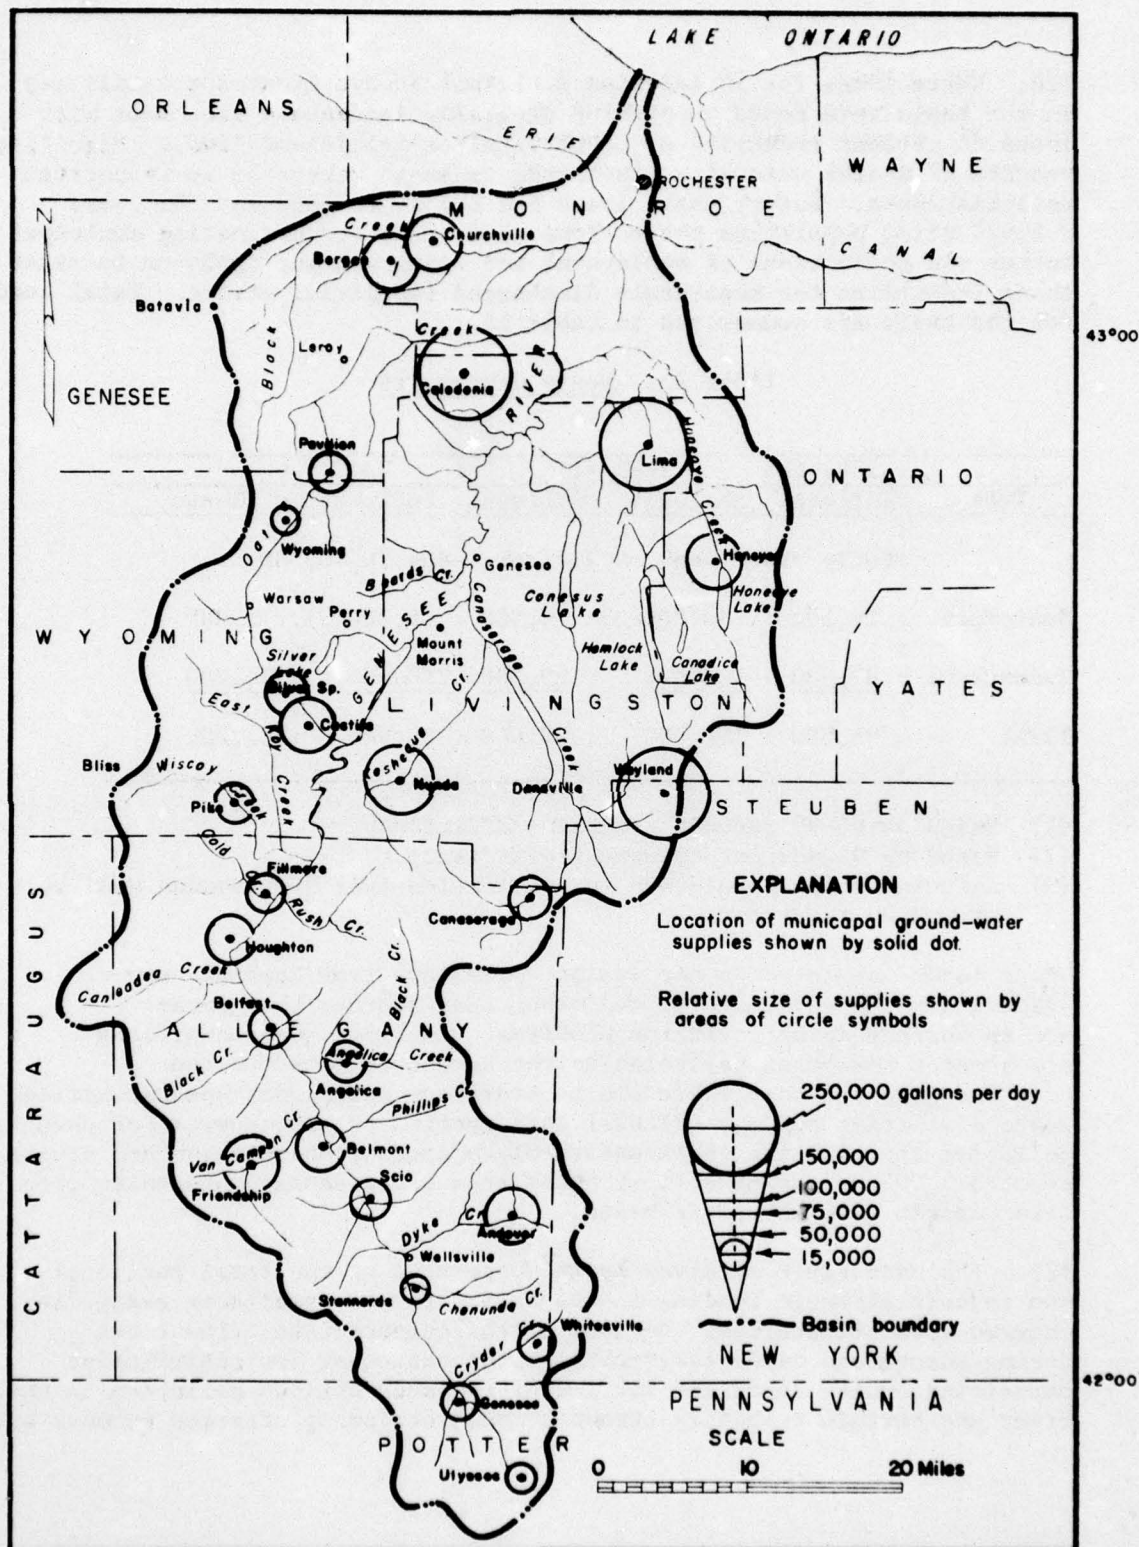 LAKE ONTARIO
ORLEANS
ERIE
WAYNE
ROCHESTER
N
MONROE
Creek
Churchville
CANAL
Bergen
Batavia
43°00
Creek
Leroy
Black
Caledonia
RIVER
GENESEE
Honeoye
Pavilion
Lima
ONTARIO
Creek
Wyoming
Oat
Honeoye
Geneseo
Beards Cr.
Conesus
Lake
Honeoye
Lake
Warsaw
Perry
Canaseraga
WYOMING
GENESEE
Mount
Morris
Hemlock
Lake
Canadice
Lake
Silver
Lake
Silver Sp.
Cr.
YATES
East
LIVINGSTON
Castile
Koy
Creek
Bliss
Wiscoy
Keshequa
Wayland
Nunda
Dansville
Creek
Pike
Creek
STEUBEN
Cold
Fillmore
EXPLANATION
Cr.
Rush Cr.
Canaseraga
Location of municapal ground-water
supplies shown by solid dot.
Houghton
Canleadea Creek
Black Cr.
Relative size of supplies shown by
areas of circle symbols
CATTARAUGUS
Belfast
ALLEGANY
Angelica Creek
Black Cr.
Angelica
250,000 gallons per day
Phillips C
Van Campen Cr.
Belmont
150,000
Friendship
Scio
100,000
75,000
50,000
15,000
Dyke Cr.
Andover
Wellsville
Stannards
Chenunda Cr.
Whitesville
Basin boundary
Cryder Cr.
NEW YORK
42°00
Genesee
PENNSYLVANIA
POTTER
SCALE
Ulysses
0 10 20 Miles